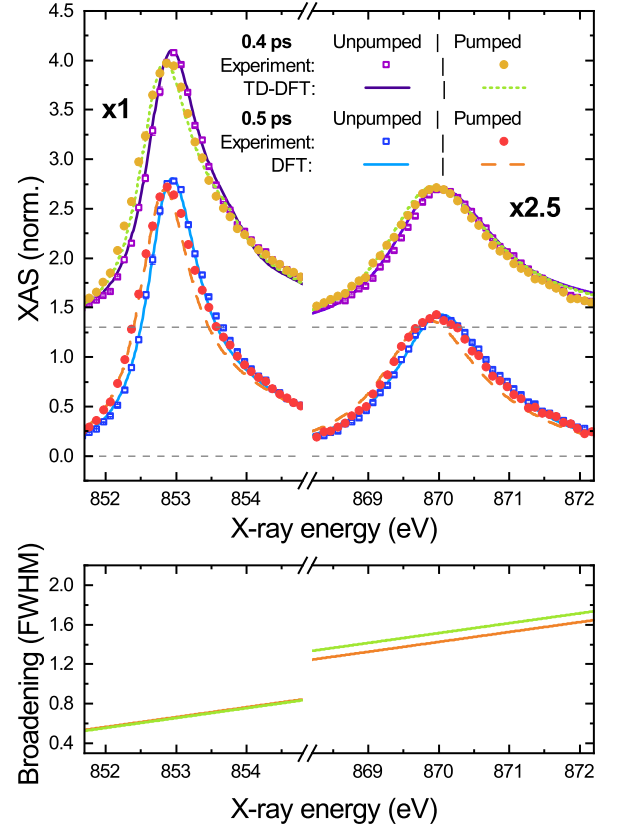 4.5
4.0
3.5
3.0
2.5
2.0
1.5
1.0
0.5
0.0
XAS (norm.)
0.4 ps Unpumped | Pumped
Experiment: |
TD-DFT: |
0.5 ps Unpumped | Pumped
Experiment: |
DFT: |
x1
x2.5
852 853 854 869 870 871 872
X-ray energy (eV) X-ray energy (eV)
2.0
1.6
1.2
0.8
0.4
Broadening (FWHM)
852 853 854 869 870 871 872
X-ray energy (eV)